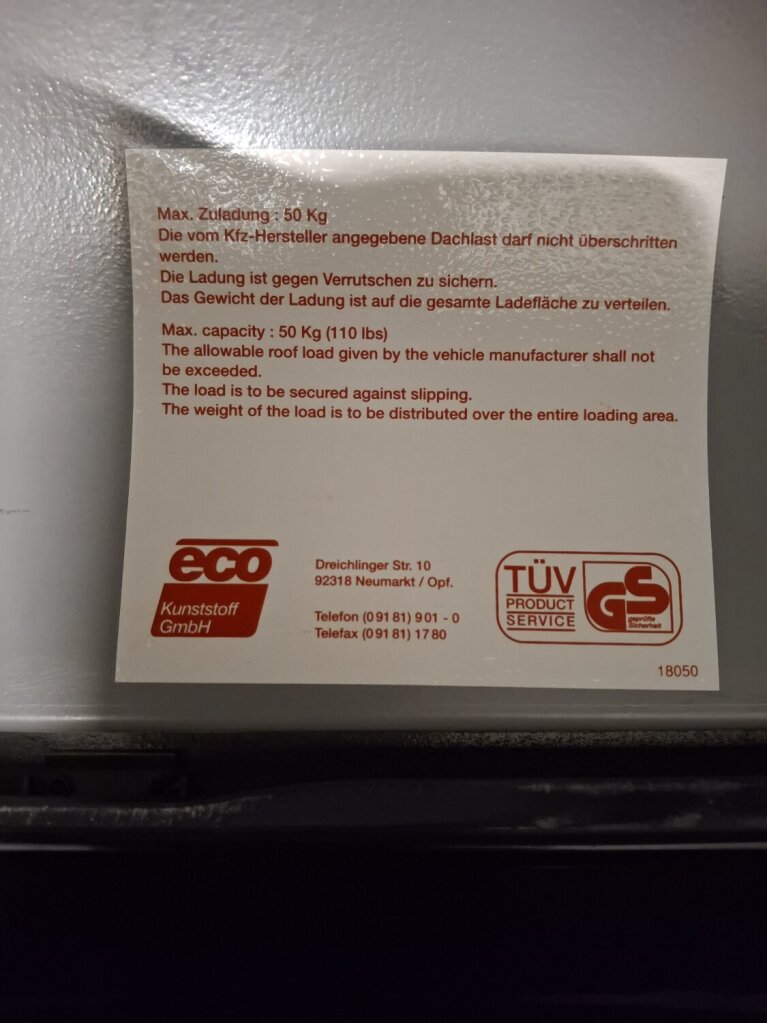 Max. Zuladung : 50 Kg
Die vom Kfz-Hersteller angegebene Dachlast darf nicht überschritten
werden.
Die Ladung ist gegen Verrutschen zu sichern.
Das Gewicht der Ladung ist auf die gesamte Ladefläche zu verteilen.
Max. capacity : 50 Kg (110 lbs)
The allowable roof load given by the vehicle manufacturer shall not
be exceeded.
The load is to be secured against slipping.
The weight of the load is to be distributed over the entire loading area.
eco
Kunststoff
GmbH
Dreichlinger Str. 10
92318 Neumarkt / Opf.
Telefon (0 91 81) 9 01 - 0
Telefax (0 91 81) 17 80
TÜV
PRODUCT
SERVICE
GS
geprüfte
Sicherheit
18050